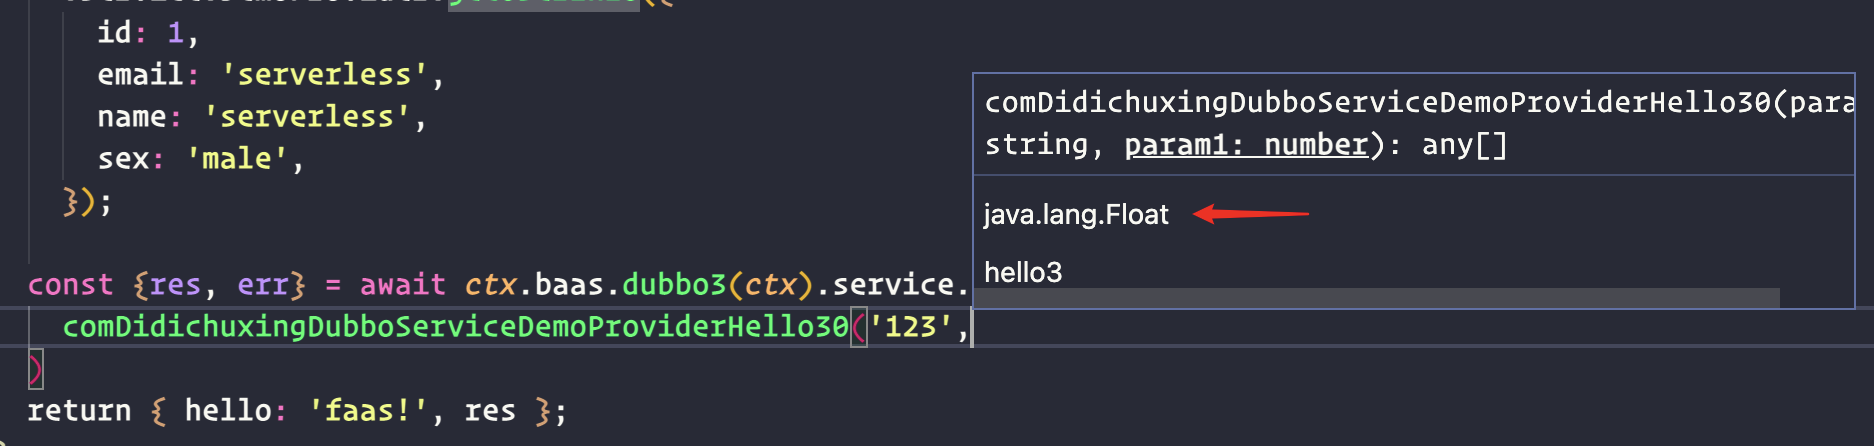 id: 1,
email: 'serverless',
name: 'serverless',
sex: 'male',
});
comDidichuxingDubboServiceDemoProviderHello30(para
string, param1: number): any[]
java.lang.Float
hello3
const {res, err} = await ctx.baas.dubbo3(ctx).service.
comDidichuxingDubboServiceDemoProviderHello30('123',
)
return { hello: 'faas!', res };